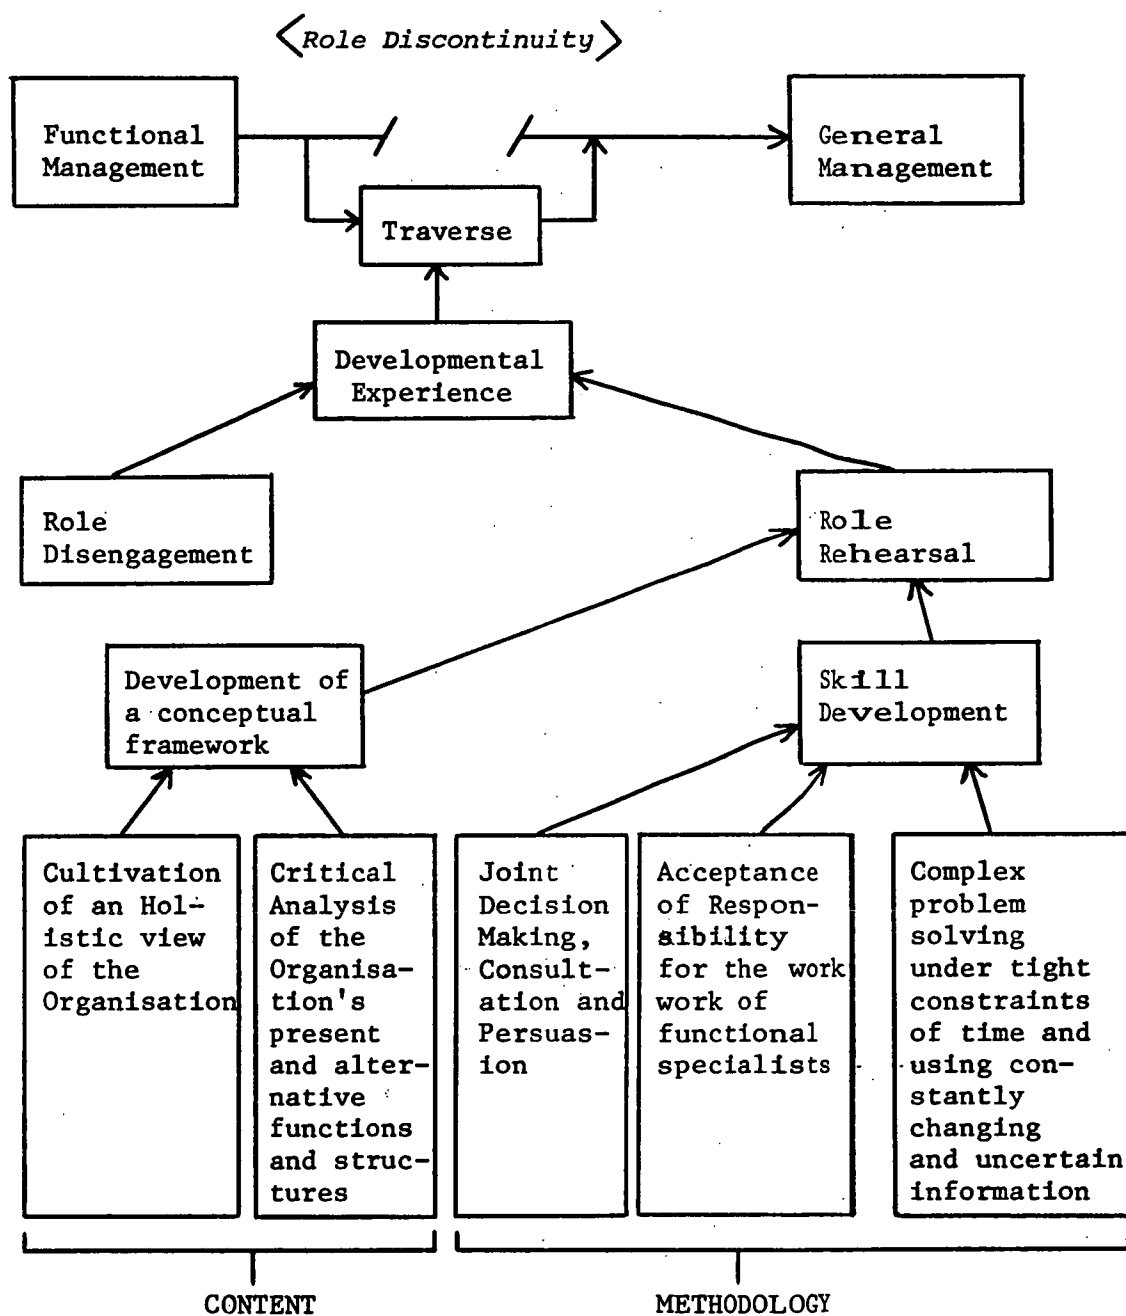 <Role Discontinuity>
Functional
Management
General
Management
Traverse
Developmental
Experience
Role
Disengagement
Role
Rehearsal
Development of
a conceptual
framework
Skill
Development
Cultivation
of an Hol-
istic view
of the
Organisation
Critical
Analysis
of the
Organisa-
tion's
present
and alter-
native
functions
and struc-
tures
Joint
Decision
Making,
Consult-
ation and
Persuas-
ion
Acceptance
of Respon-
sibility
for the work
work of
functional
specialists
Complex
problem
solving
under tight
constraints
of time and
using con-
stantly
changing
and uncertain
information
CONTENT
METHODOLOGY